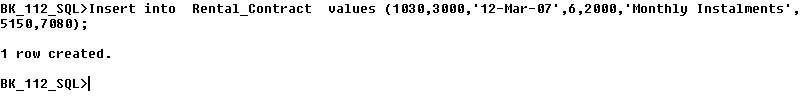 BK_112_SQL>Insert into  Rental_Contract  values (1030,3000,'12-Mar-07',6,2000,'Monthly Instalments',
5150,7080);
1 row created.
BK_112_SQL>